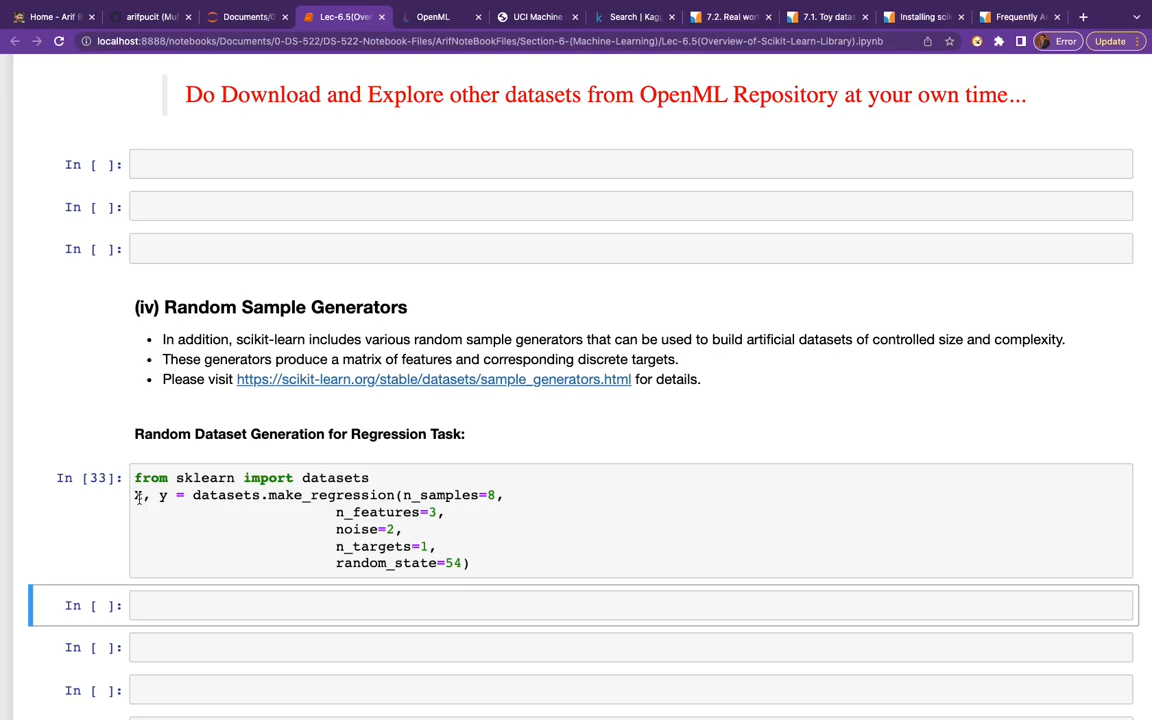 Home - Arif B
arifpucit (Mul
Documents/0
Lec-6.5(Over
OpenML
UCI Machine
Search | Kag
7.2. Real wor
7.1. Toy datas
Installing scik
Frequently As
localhost:8888/notebooks/Documents/0-DS-522/DS-522-Notebook-Files/ArifNoteBookFiles/Section-6-(Machine-Learning)/Lec-6.5(Overview-of-Scikit-Learn-Library).ipynb
Error
Update
Do Download and Explore other datasets from OpenML Repository at your own time...
In [ ]:
In [ ]:
In [ ]:
(iv) Random Sample Generators
• In addition, scikit-learn includes various random sample generators that can be used to build artificial datasets of controlled size and complexity.
• These generators produce a matrix of features and corresponding discrete targets.
• Please visit https://scikit-learn.org/stable/datasets/sample_generators.html for details.
Random Dataset Generation for Regression Task:
In [33]: from sklearn import datasets
X, y = datasets.make_regression(n_samples=8,
n_features=3,
noise=2,
n_targets=1,
random_state=54)
In [ ]:
In [ ]:
In [ ]: